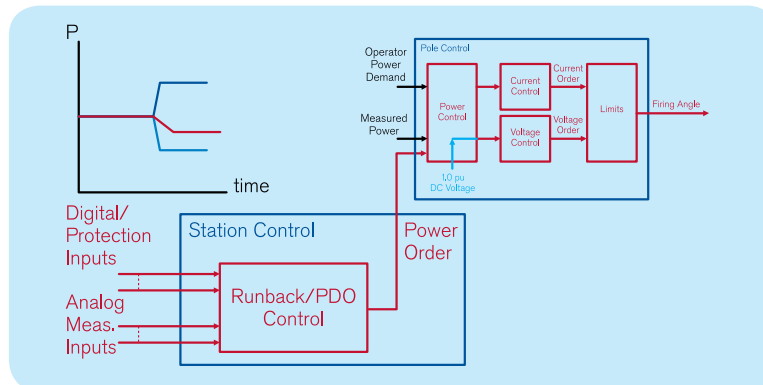 P
time
Pole Control
Operator
Power
Demand
Measured
Power
Power
Control
1.0 pu
DC Voltage
Current
Control
Current
Order
Voltage
Control
Voltage
Order
Limits
Firing Angle
Digital/
Protection
Inputs
Analog
Meas.
Inputs
Station Control
Power
Order
Runback/PDO
Control